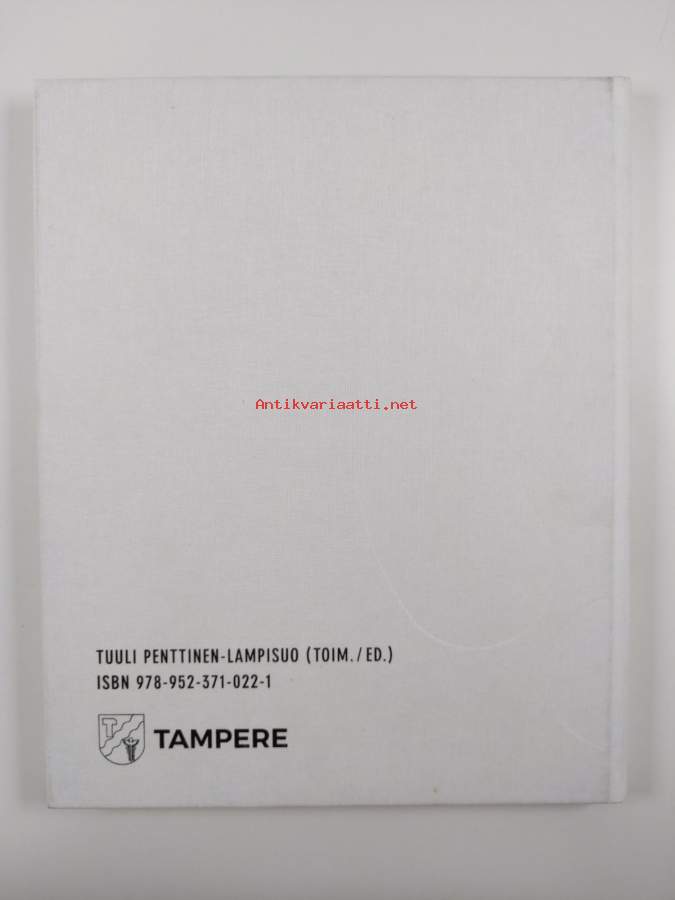 Antikvariaatti.net
TUULI PENTTINEN-LAMPISUO (TOIM./ED.)
ISBN 978-952-371-022-1
T
TAMPERE